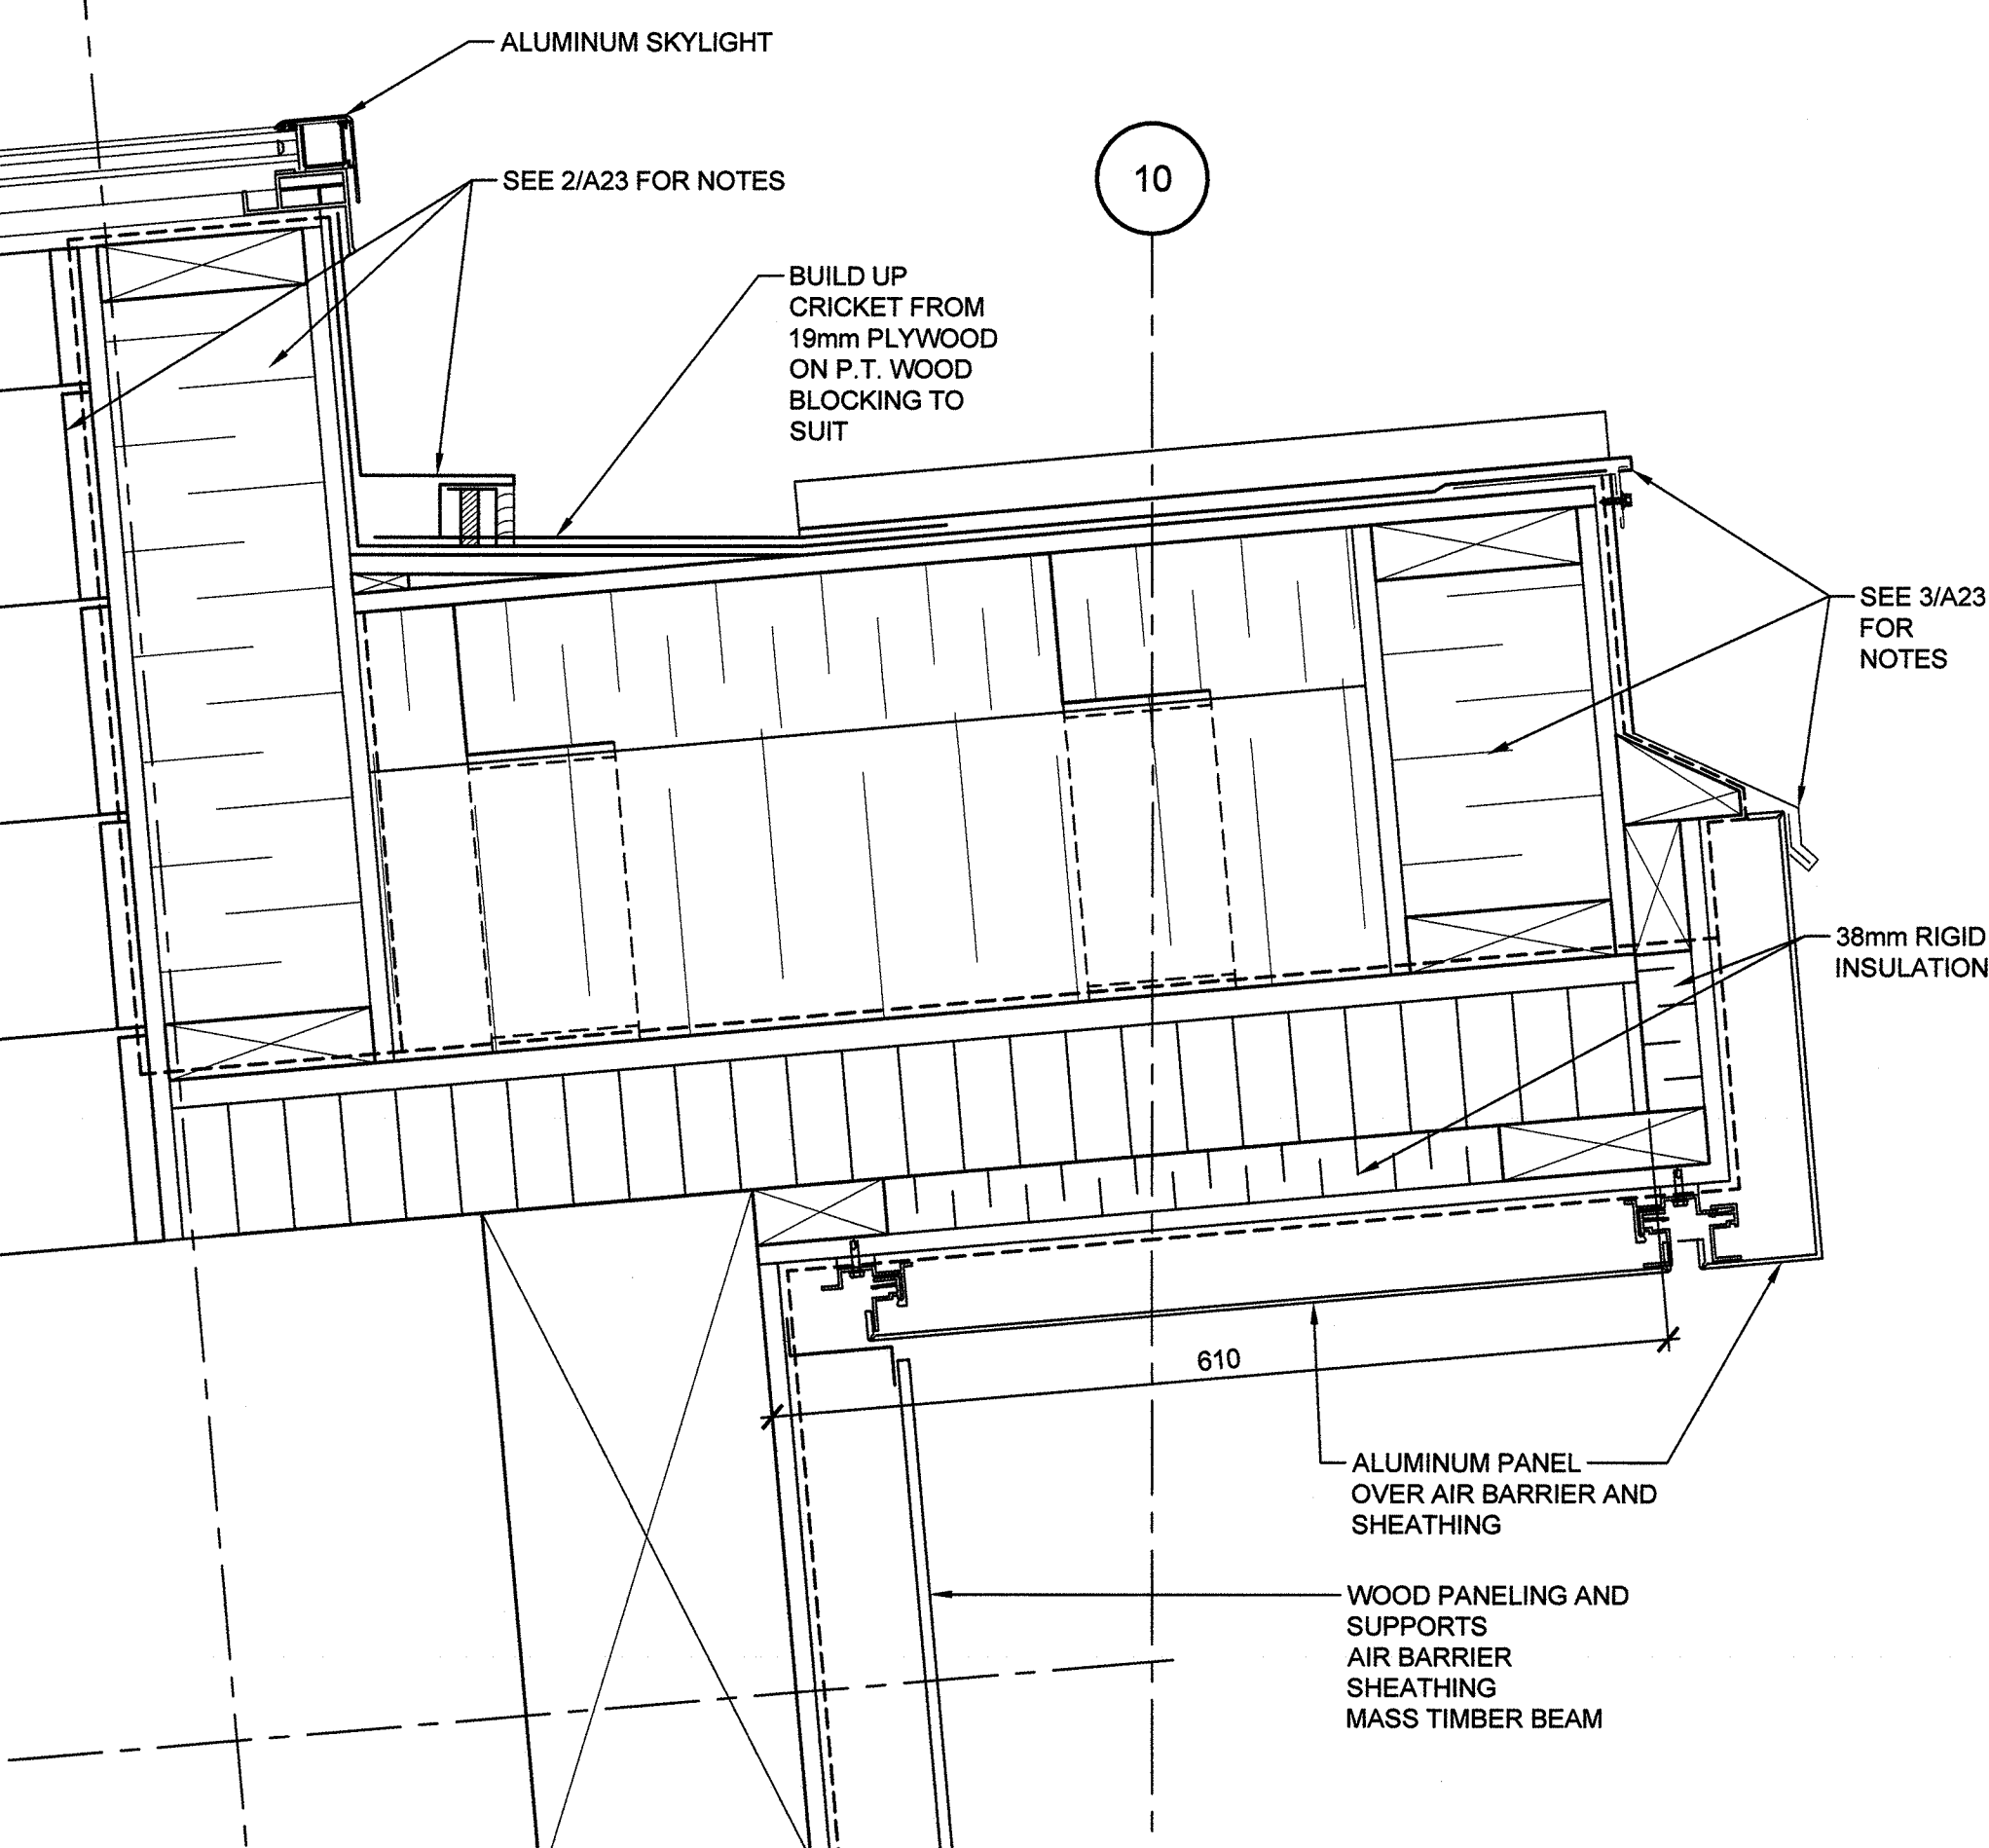 ALUMINUM SKYLIGHT
SEE 2/A23 FOR NOTES
10
BUILD UP
CRICKET FROM
19mm PLYWOOD
ON P.T. WOOD
BLOCKING TO
SUIT
SEE 3/A23
FOR
NOTES
38mm RIGID
INSULATION
610
ALUMINUM PANEL
OVER AIR BARRIER AND
SHEATHING
WOOD PANELING AND
SUPPORTS
AIR BARRIER
SHEATHING
MASS TIMBER BEAM